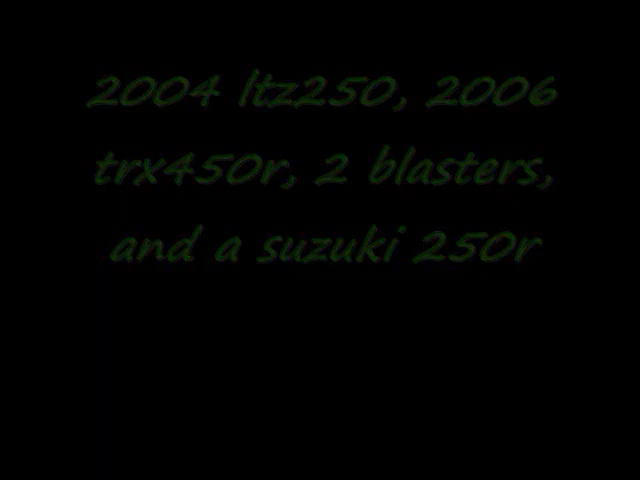 2004 ltz250, 2006
trx450r, 2 blasters,
and a suzuki 250r